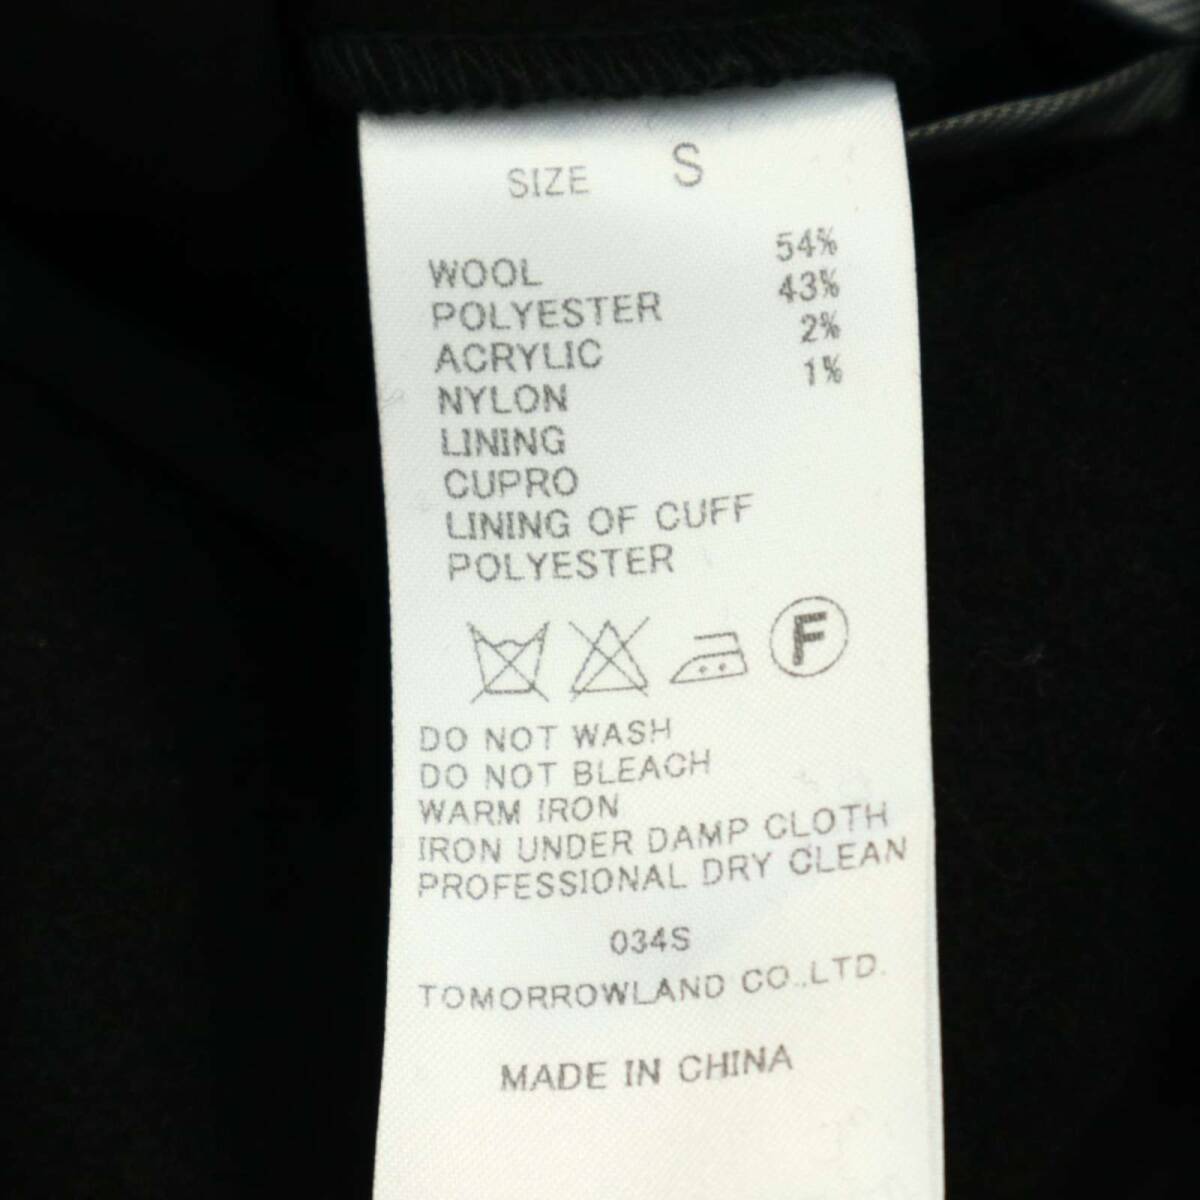 SIZE S
WOOL 54%
POLYESTER 43%
ACRYLIC 2%
NYLON 1%
LINING
CUPRO
LINING OF CUFF
POLYESTER
F
DO NOT WASH
DO NOT BLEACH
WARM IRON
IRON UNDER DAMP CLOTH
PROFESSIONAL DRY CLEAN
034S
TOMORROWLAND CO.,LTD.
MADE IN CHINA